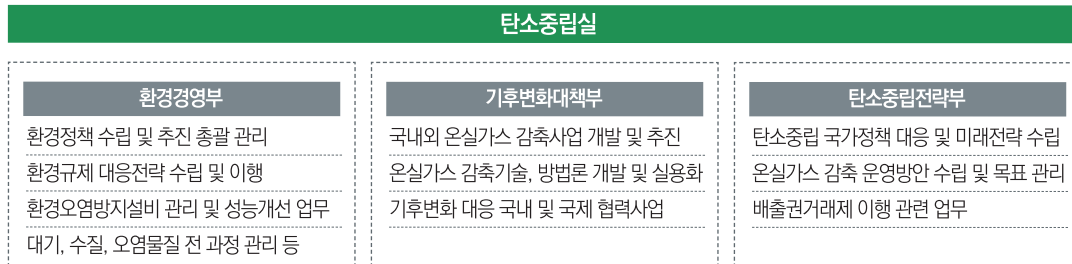 탄소중립실
환경경영부
환경정책 수립 및 추진 총괄 관리
환경규제 대응전략 수립 및 이행
환경오염방지설비 관리 및 성능개선 업무
대기, 수질, 오염물질 전 과정 관리 등
기후변화대책부
국내외 온실가스 감축사업 개발 및 추진
온실가스 감축기술, 방법론 개발 및 실용화
기후변화 대응 국내 및 국제 협력사업
탄소중립전략부
탄소중립 국가정책 대응 및 미래전략 수립
온실가스 감축 운영방안 수립 및 목표 관리
배출권거래제 이행 관련 업무